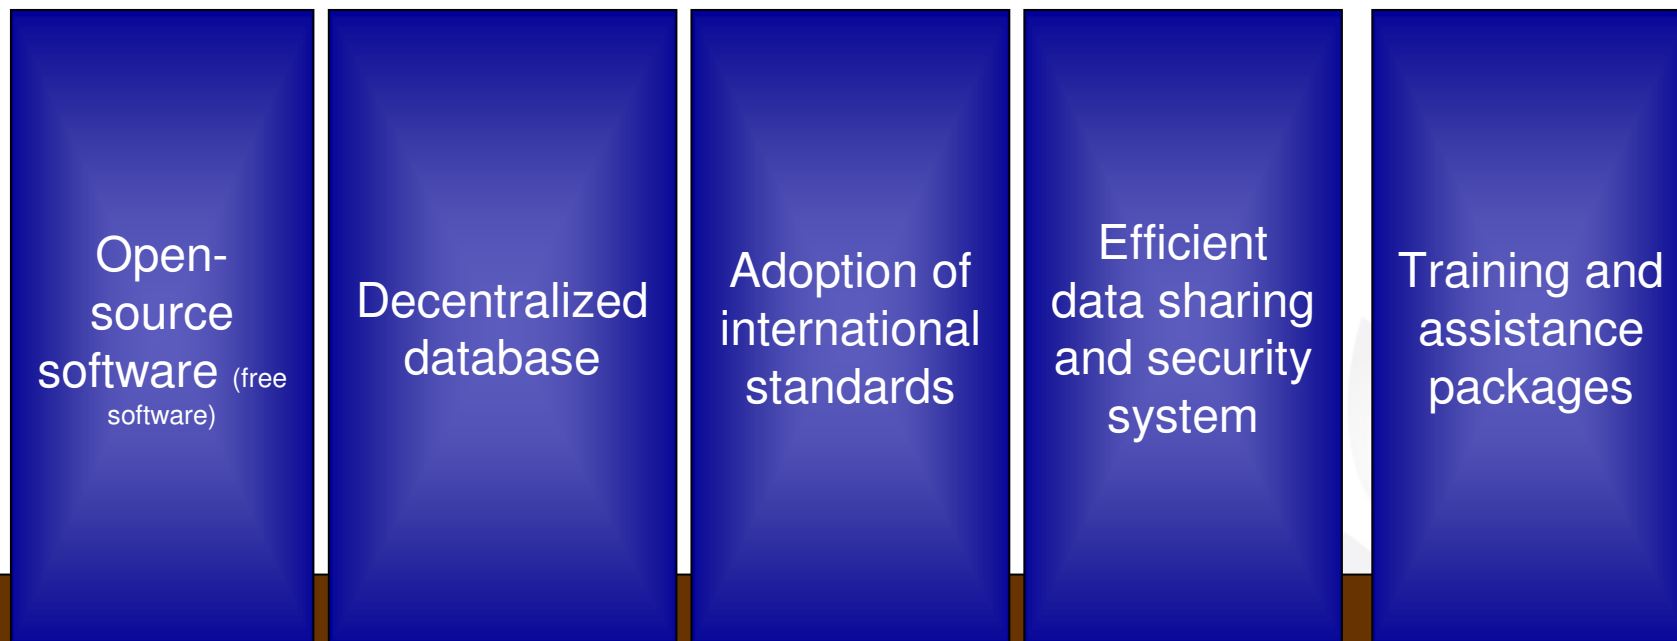 Open-
source
software (free
software)
Decentralized
database
Adoption of
international
standards
Efficient
data sharing
and security
system
Training and
assistance
packages